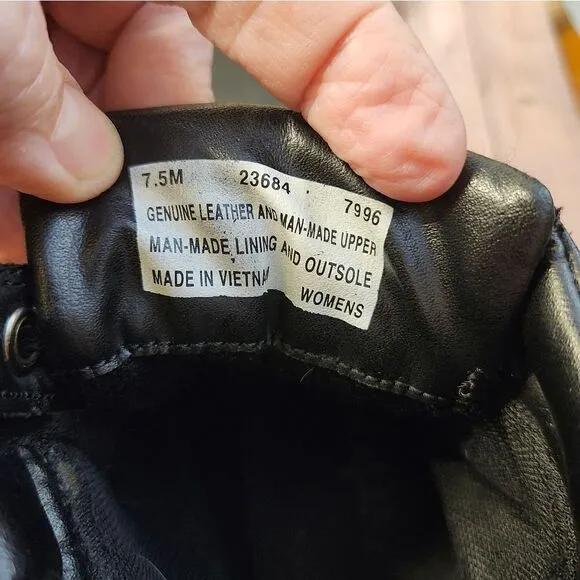 7.5M 23684 7996
GENUINE LEATHER AND MAN-MADE UPPER
MAN-MADE, LINING AND OUTSOLE
MADE IN VIETNAM
WOMENS